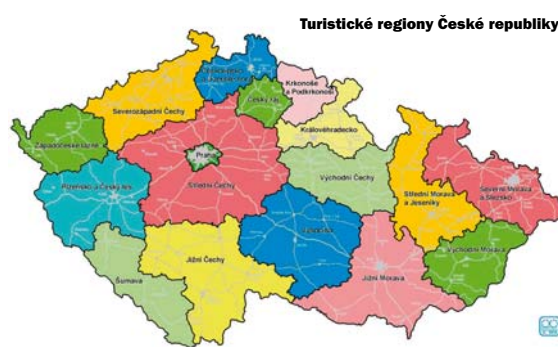 Turistické regiony České republiky
Krkonoše
a Podkrkonoší
Český ráj
Severozápadní Čechy
Královéhradecko
Západočeské lázně
Praha
Východní Čechy
Plzeňsko a Český les
Střední Čechy
Střední Morava
a Jeseníky
Severní Morava
a Slezsko
Vysočina
Jižní Čechy
Východní Morava
Šumava
Jižní Morava